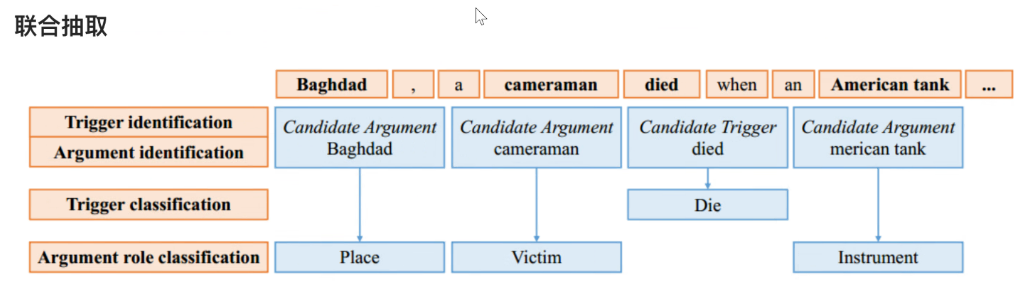 联合抽取
Baghdad , a cameraman died when an American tank ...
Trigger identification
Argument identification
Candidate Argument
Baghdad
Candidate Argument
cameraman
Candidate Trigger
died
Candidate Argument
merican tank
Trigger classification
Die
Argument role classification
Place
Victim
Instrument